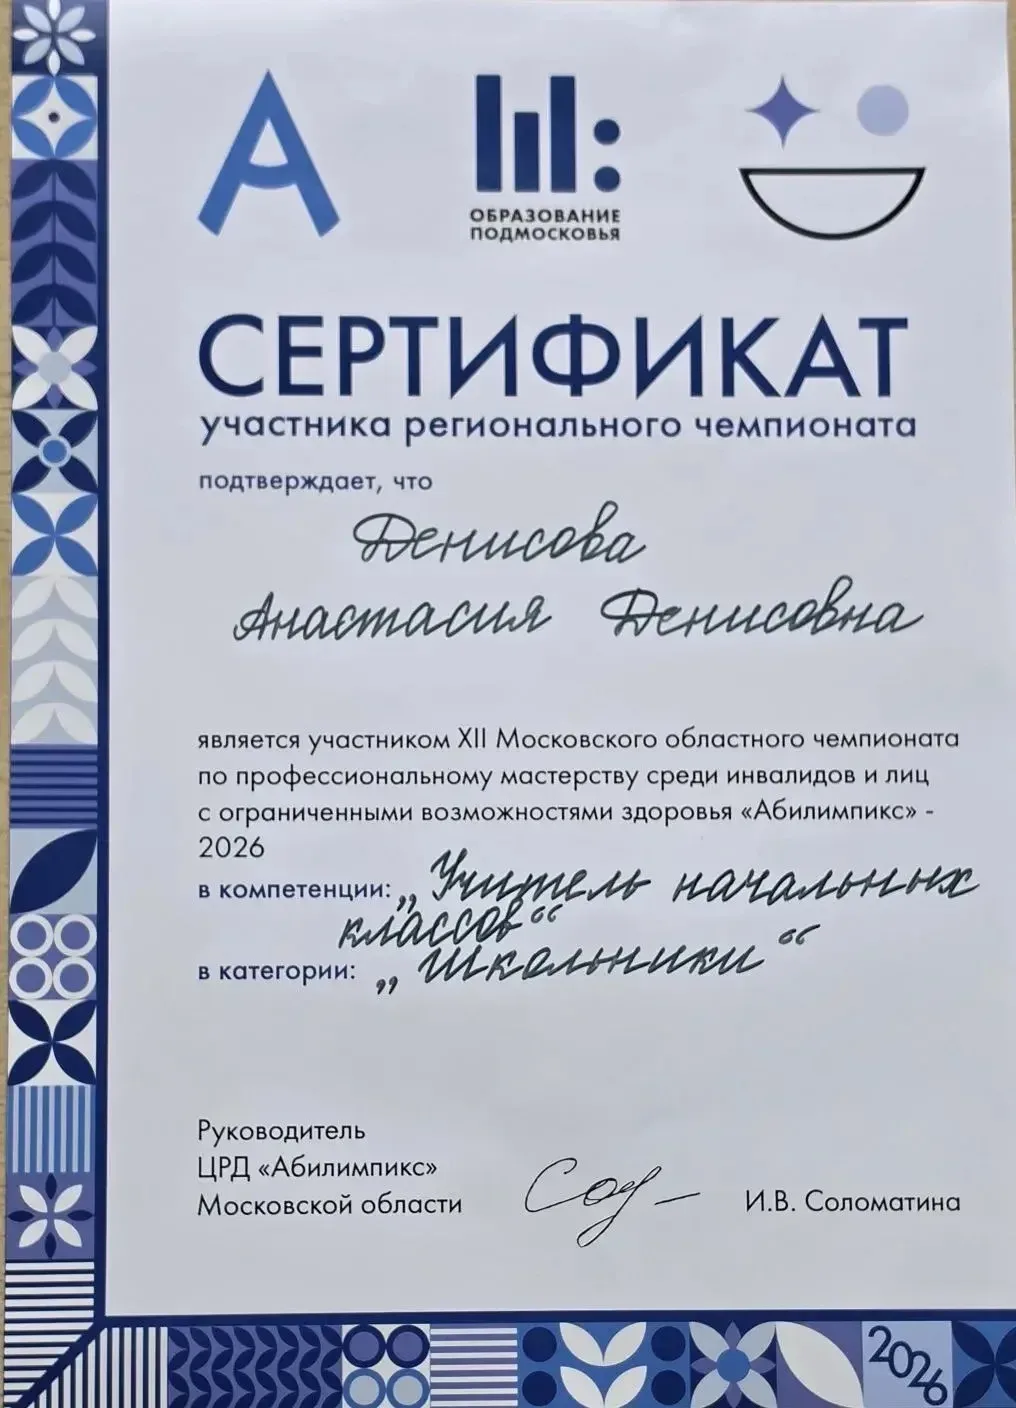 А
ОБРАЗОВАНИЕ
ПОДМОСКОВЬЯ
СЕРТИФИКАТ
участника регионального чемпионата
подтверждает, что
Денисова
Анастасия Денисовна
является участником XII Московского областного чемпионата
по профессиональному мастерству среди инвалидов и лиц
с ограниченными возможностями здоровья «Абилимпикс» -
2026
в компетенции: „Учитель начальных
классов“
в категории: „Школьники“
Руководитель
ЦРД «Абилимпикс»
Московской области
И.В. Соломатина
2026